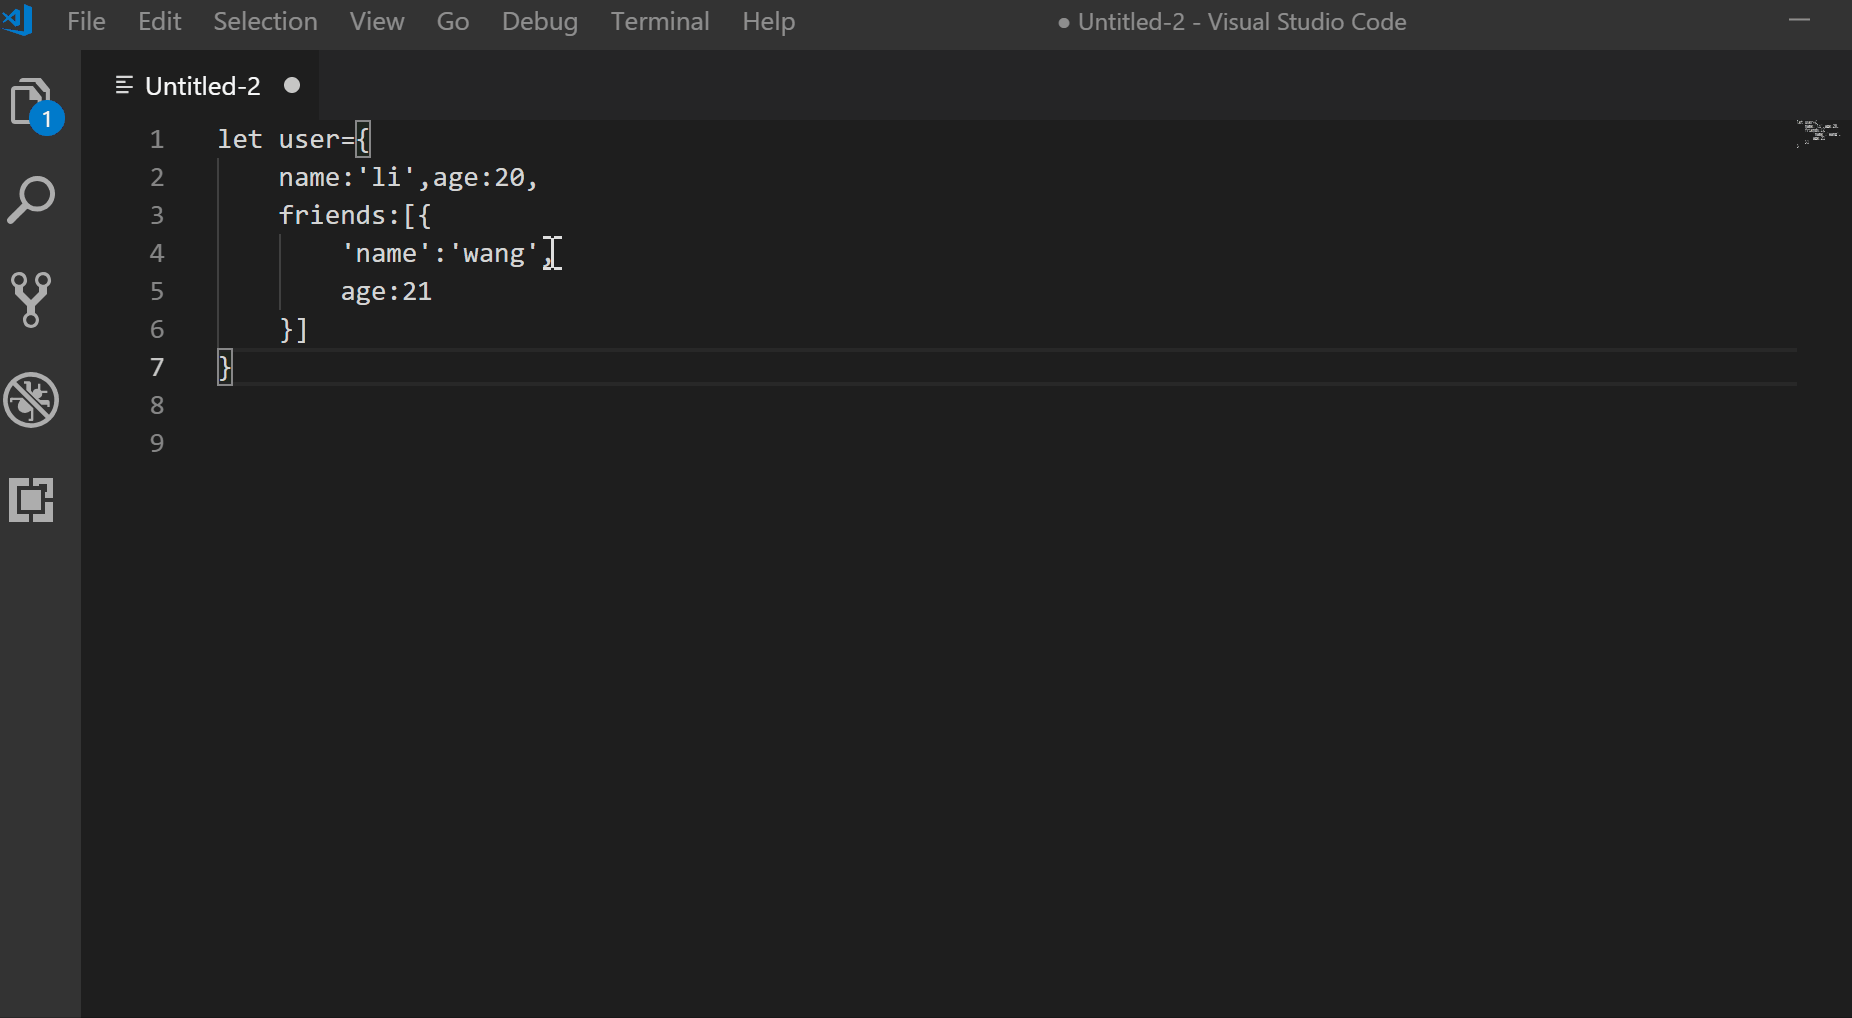 File Edit Selection View Go Debug Terminal Help ● Untitled-2 - Visual Studio Code
Untitled-2
1
1 let user={
2     name:'li',age:20,
3     friends:[{
4         'name':'wang',
5         age:21
6     }]
7 }
8
9